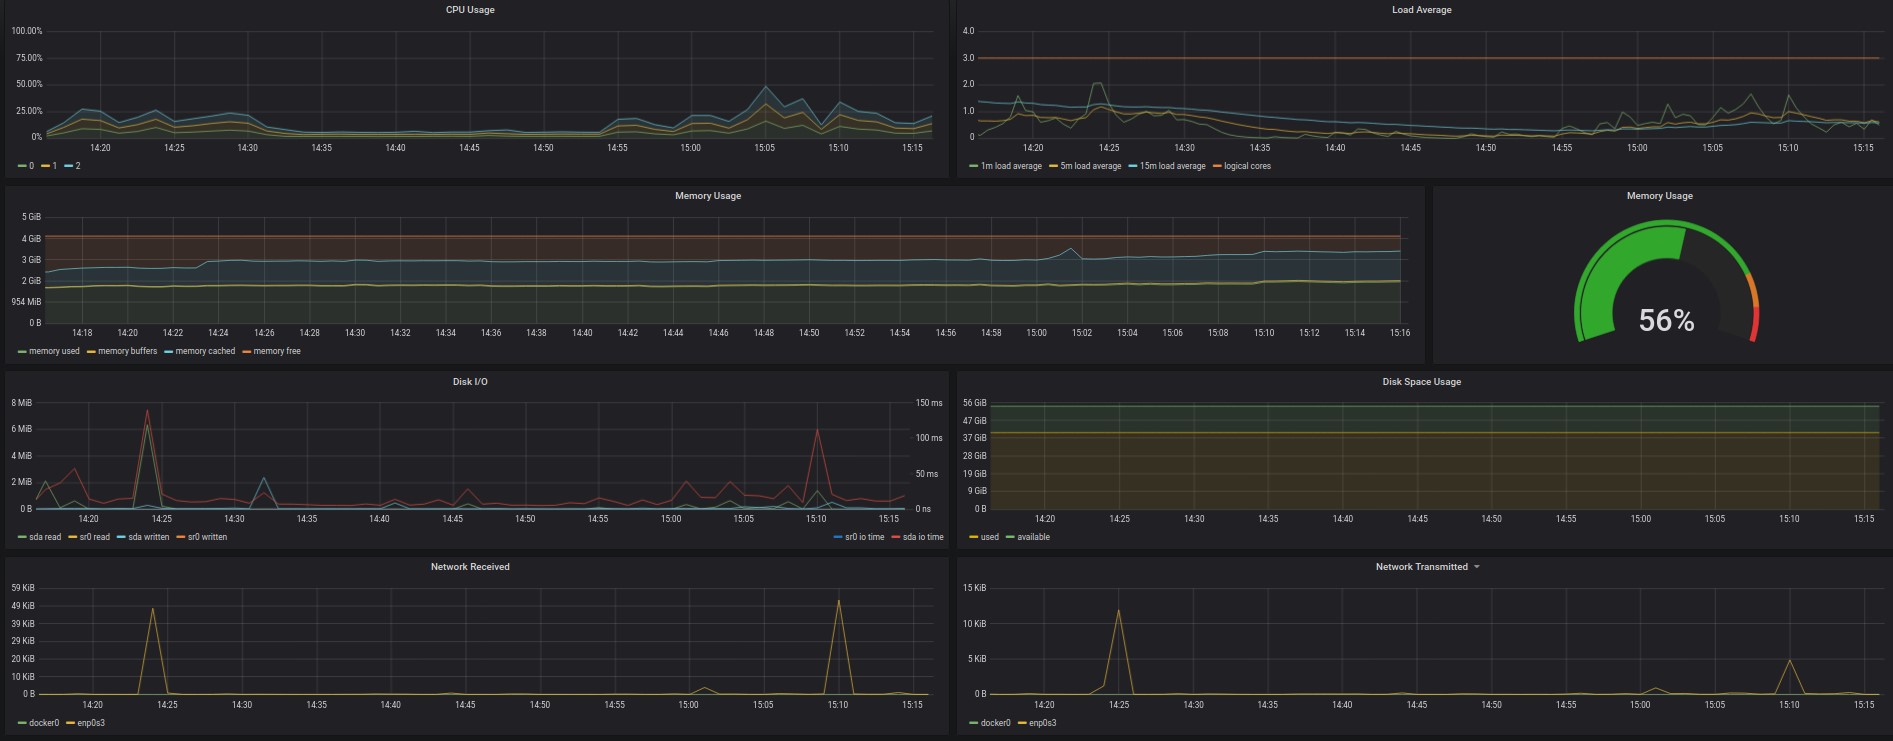 CPU Usage
100.00%
75.00%
50.00%
25.00%
0%
14:20 14:25 14:30 14:35 14:40 14:45 14:50 14:55 15:00 15:05 15:10 15:15
0 1 2
Load Average
4.0
3.0
2.0
1.0
0
14:20 14:25 14:30 14:35 14:40 14:45 14:50 14:55 15:00 15:05 15:10 15:15
1m load average 5m load average 15m load average logical cores
Memory Usage
5 GiB
4 GiB
3 GiB
2 GiB
954 MiB
0 B
14:18 14:20 14:22 14:24 14:26 14:28 14:30 14:32 14:34 14:36 14:38 14:40 14:42 14:44 14:46 14:48 14:50 14:52 14:54 14:56 14:58 15:00 15:02 15:04 15:06 15:08 15:10 15:12 15:14 15:16
memory used memory buffers memory cached memory free
Memory Usage
56%
Disk I/O
8 MiB
6 MiB
4 MiB
2 MiB
0 B
150 ms
100 ms
50 ms
0 ns
14:20 14:25 14:30 14:35 14:40 14:45 14:50 14:55 15:00 15:05 15:10 15:15
sda read sr0 read sda written sr0 written sr0 io time sda io time
Disk Space Usage
56 GiB
47 GiB
37 GiB
28 GiB
19 GiB
9 GiB
0 B
14:20 14:25 14:30 14:35 14:40 14:45 14:50 14:55 15:00 15:05 15:10 15:15
used available
Network Received
59 KiB
49 KiB
39 KiB
29 KiB
20 KiB
10 KiB
0 B
14:20 14:25 14:30 14:35 14:40 14:45 14:50 14:55 15:00 15:05 15:10 15:15
docker0 enp0s3
Network Transmitted
15 KiB
10 KiB
5 KiB
0 B
14:20 14:25 14:30 14:35 14:40 14:45 14:50 14:55 15:00 15:05 15:10 15:15
docker0 enp0s3